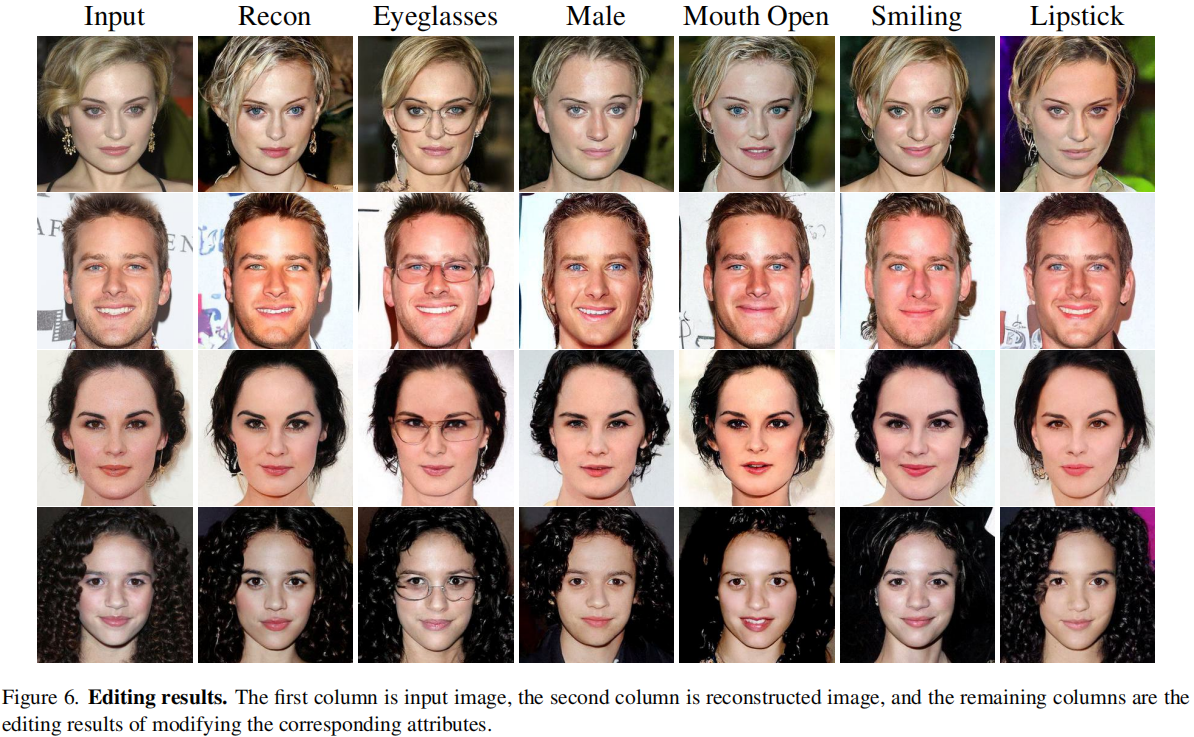 Input Recon Eyeglasses Male Mouth Open Smiling Lipstick
Figure 6. Editing results. The first column is input image, the second column is reconstructed image, and the remaining columns are the
editing results of modifying the corresponding attributes.